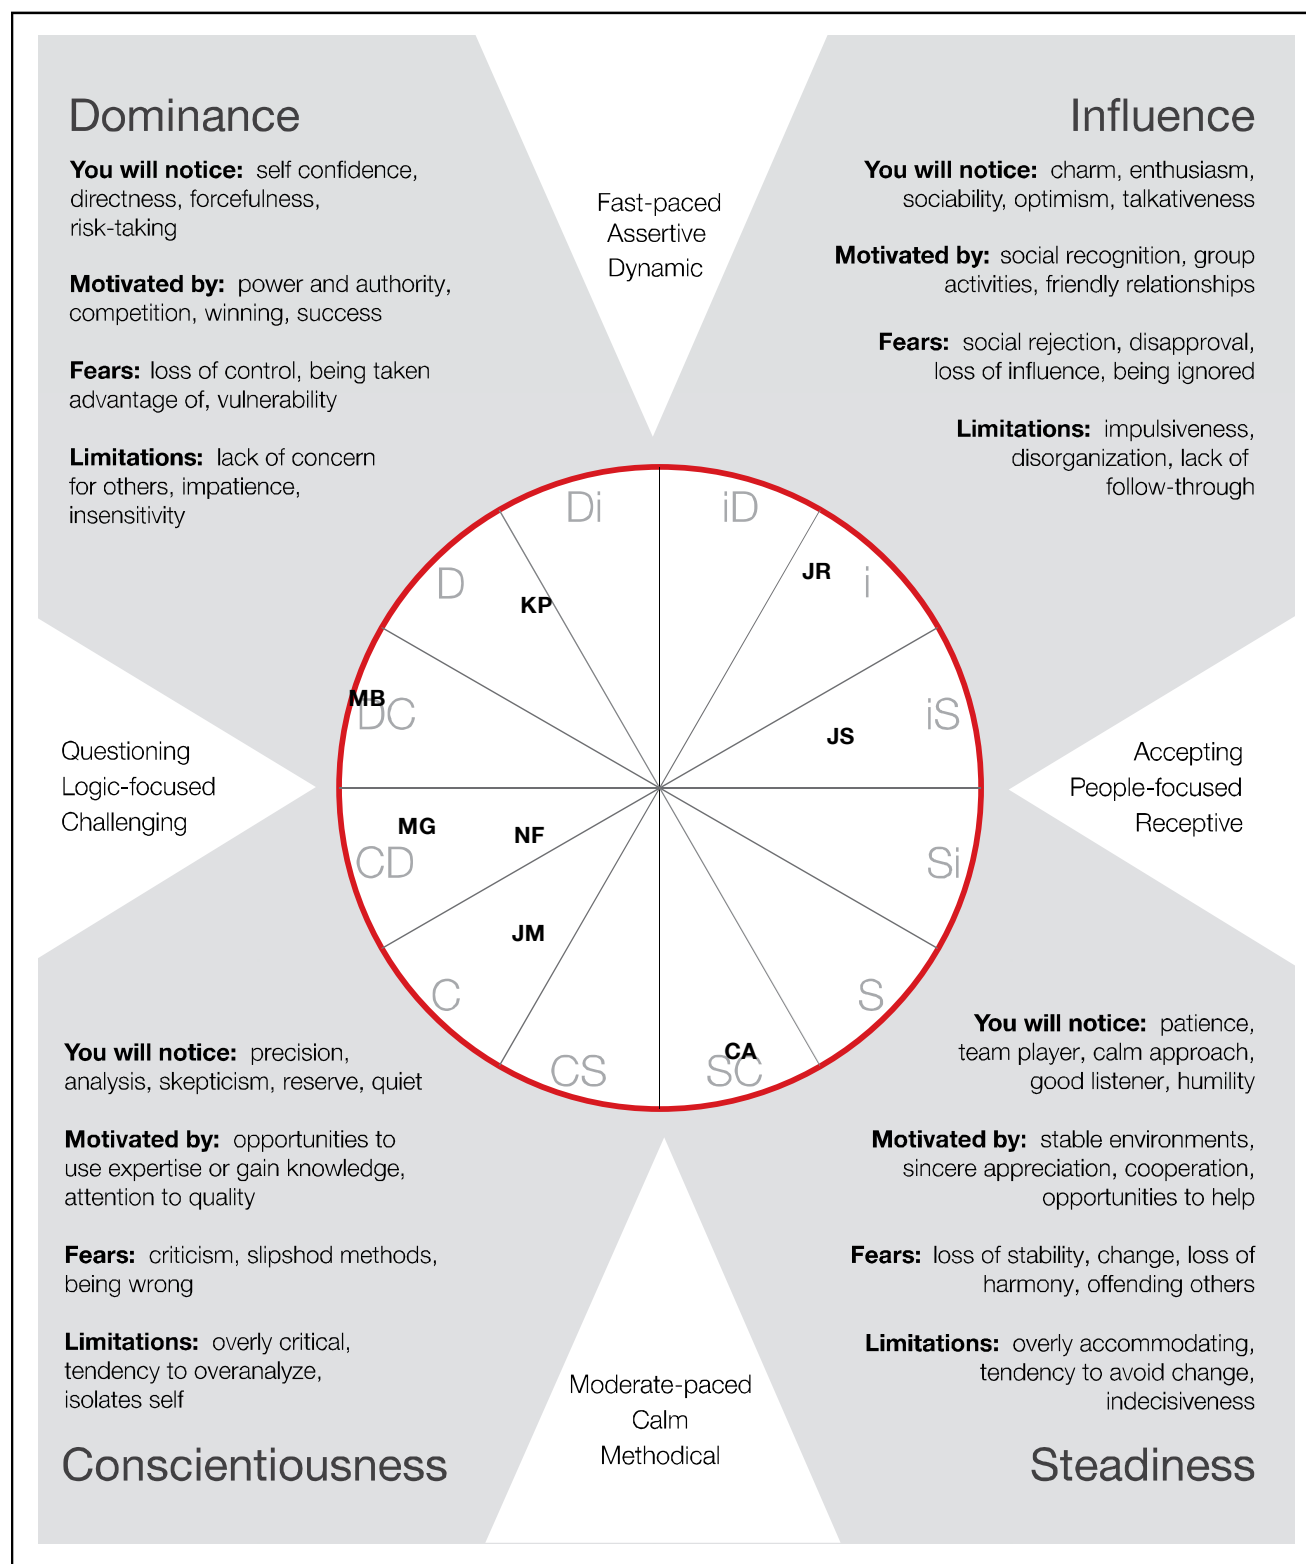 Dominance
You will notice: self confidence,
directness, forcefulness,
risk-taking
Motivated by: power and authority,
competition, winning, success
Fears: loss of control, being taken
advantage of, vulnerability
Limitations: lack of concern
for others, impatience,
insensitivity
Fast-paced
Assertive
Dynamic
Influence
You will notice: charm, enthusiasm,
sociability, optimism, talkativeness
Motivated by: social recognition, group
activities, friendly relationships
Fears: social rejection, disapproval,
loss of influence, being ignored
Limitations: impulsiveness,
disorganization, lack of
follow-through
Di
iD
D
JR
i
KP
MB
DC
iS
JS
Questioning
Logic-focused
Challenging
Accepting
People-focused
Receptive
MG
NF
CD
Si
JM
C
S
CS
CA
SC
You will notice: precision,
analysis, skepticism, reserve, quiet
Motivated by: opportunities to
use expertise or gain knowledge,
attention to quality
Fears: criticism, slipshod methods,
being wrong
Limitations: overly critical,
tendency to overanalyze,
isolates self
Conscientiousness
Moderate-paced
Calm
Methodical
You will notice: patience,
team player, calm approach,
good listener, humility
Motivated by: stable environments,
sincere appreciation, cooperation,
opportunities to help
Fears: loss of stability, change, loss of
harmony, offending others
Limitations: overly accommodating,
tendency to avoid change,
indecisiveness
Steadiness